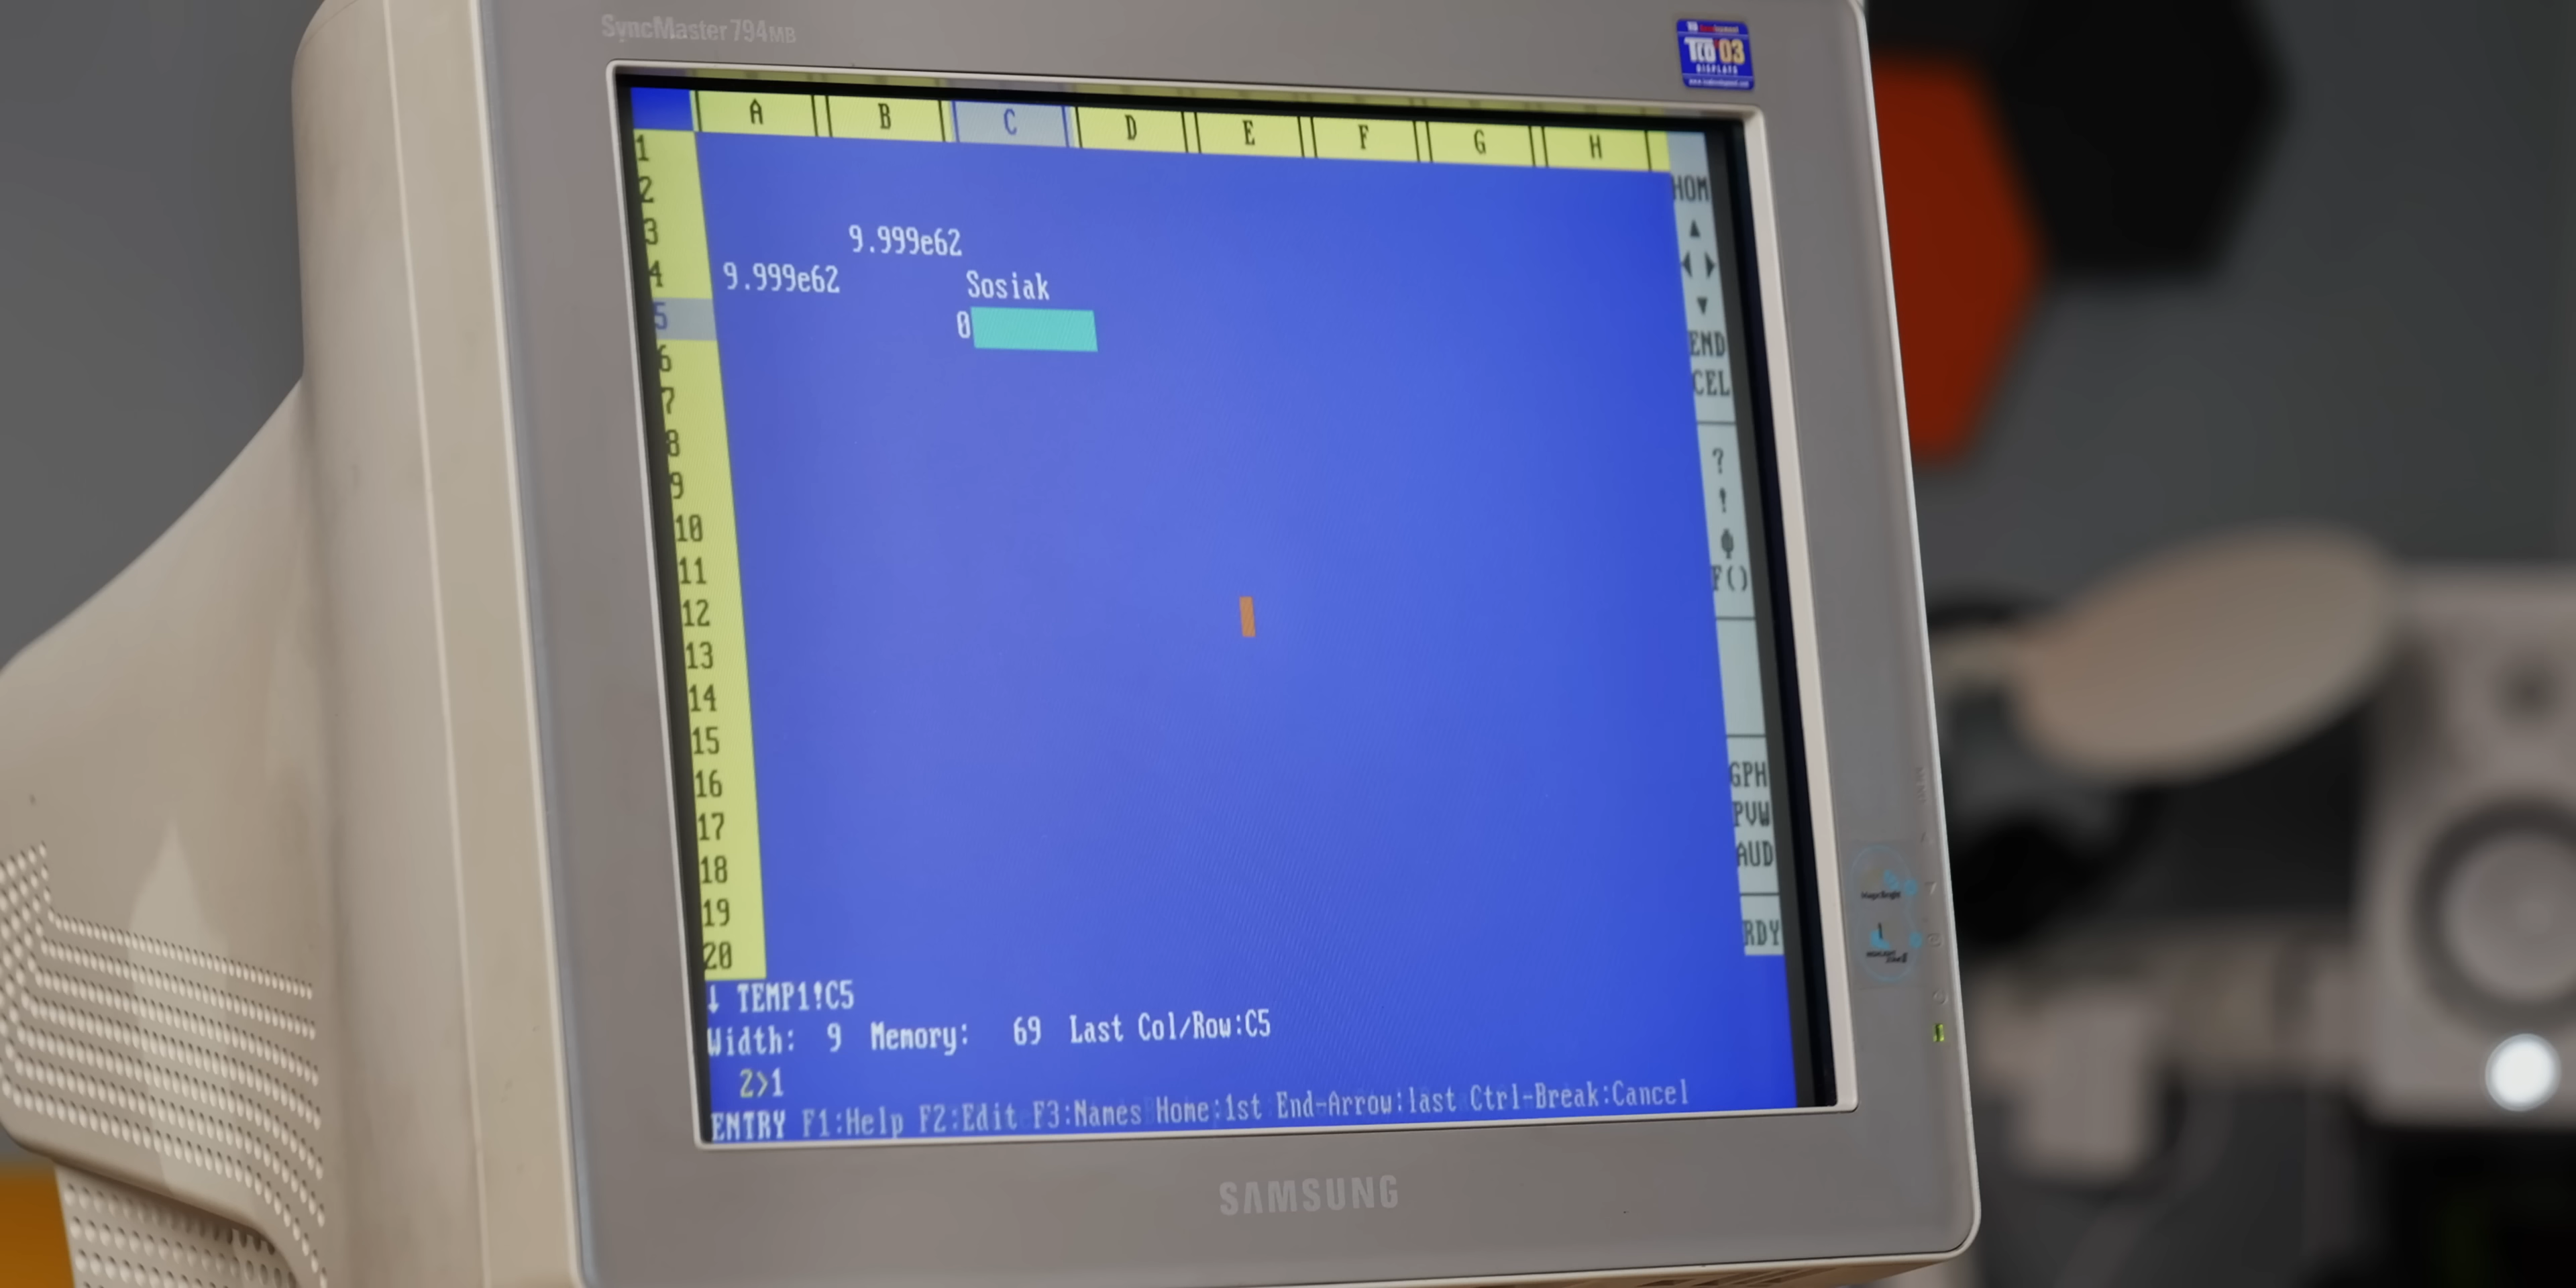 SyncMaster 794MB
TCO'03
DISPLAYS
A B C D E F G H
1
2
3 9.999e62
4 9.999e62 Sosiak
5 0
6
7
8
9
10
11
12
13
14
15
16
17
18
19
20
HOM
▲
◄ ►
▼
END
CEL
?
!
F()
GPH
PVW
AUD
RDY
↓ TEMP1!C5
Width: 9 Memory: 69 Last Col/Row:C5
2>1
ENTRY F1:Help F2:Edit F3:Names Home:1st End-Arrow:last Ctrl-Break:Cancel
MagicBright
SAMSUNG